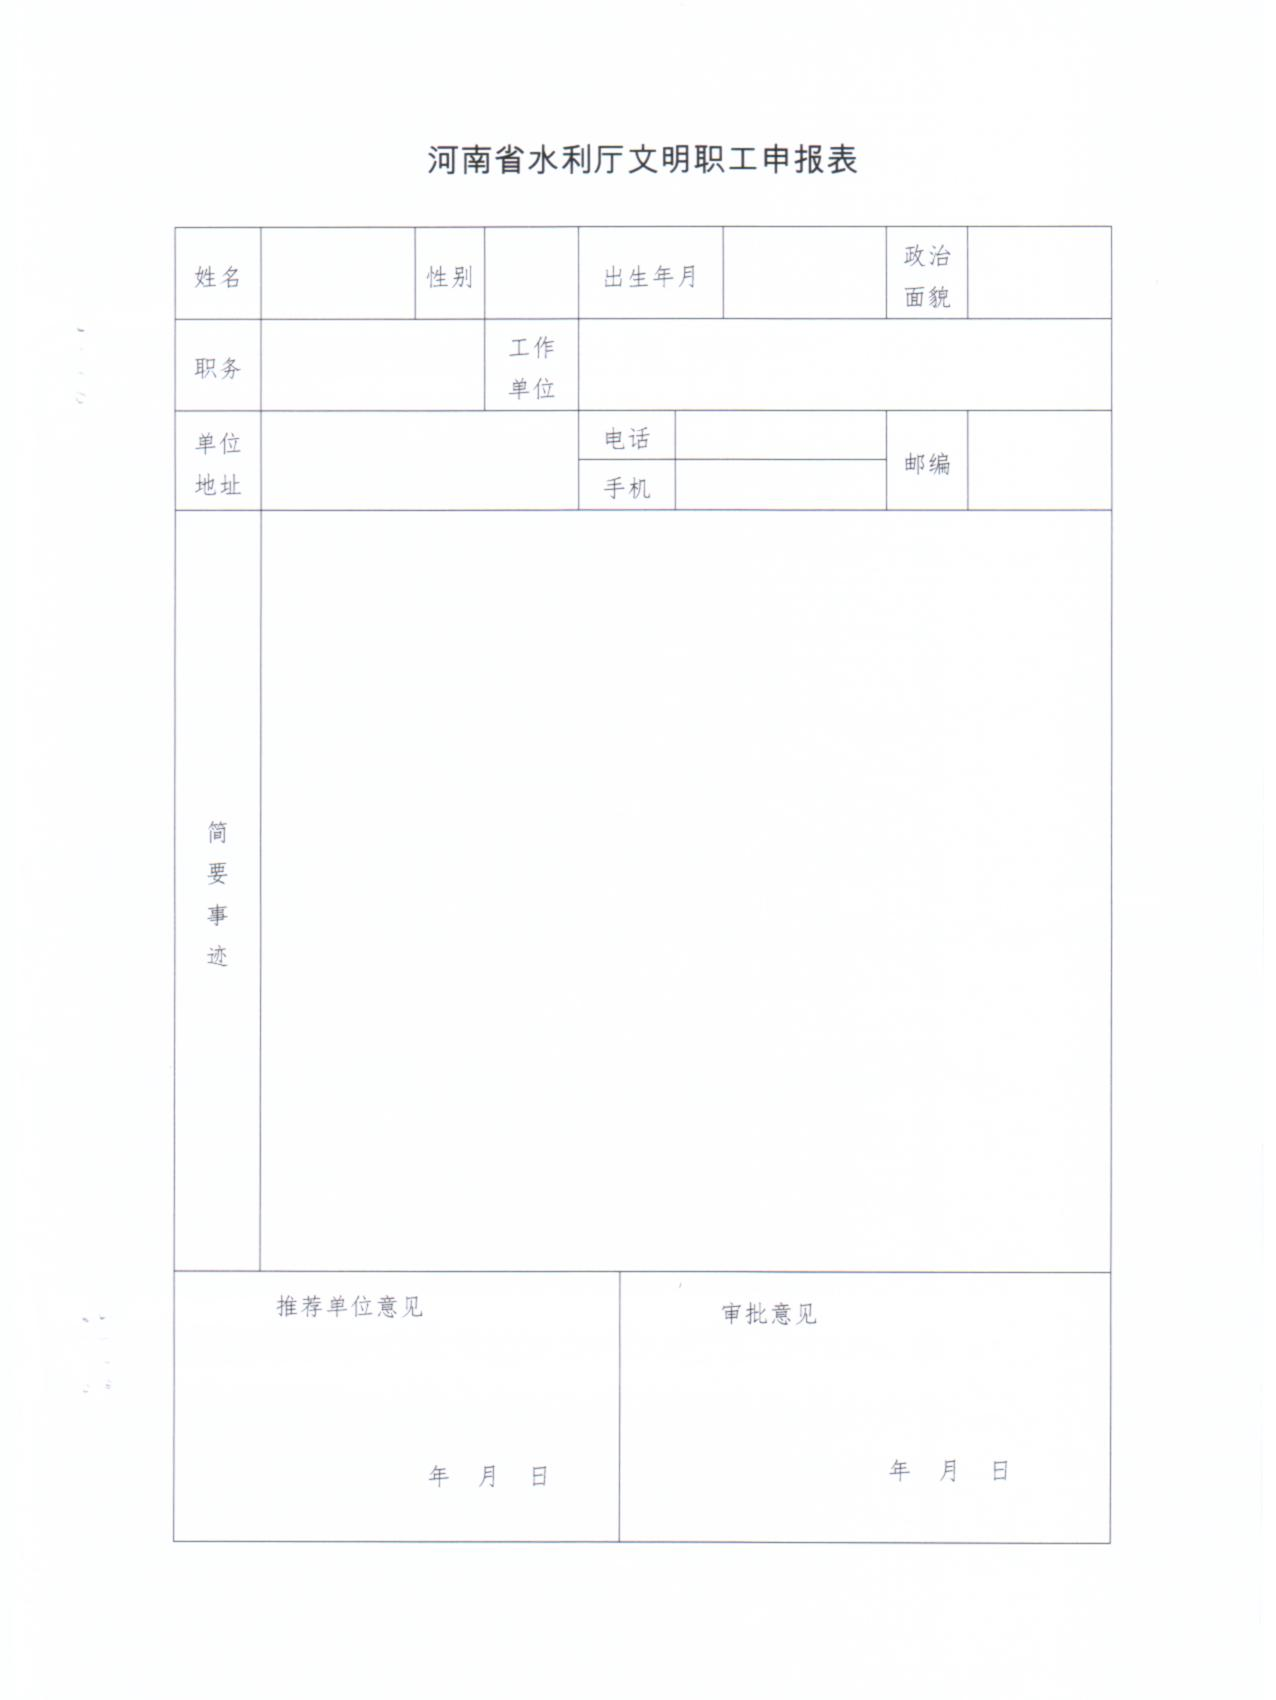 河南省水利厅文明职工申报表
姓名 性别 出生年月 政治
面貌
职务 工作
单位
单位
地址
电话
手机
邮编
简
要
事
迹
推荐单位意见
年 月 日
审批意见
年 月 日